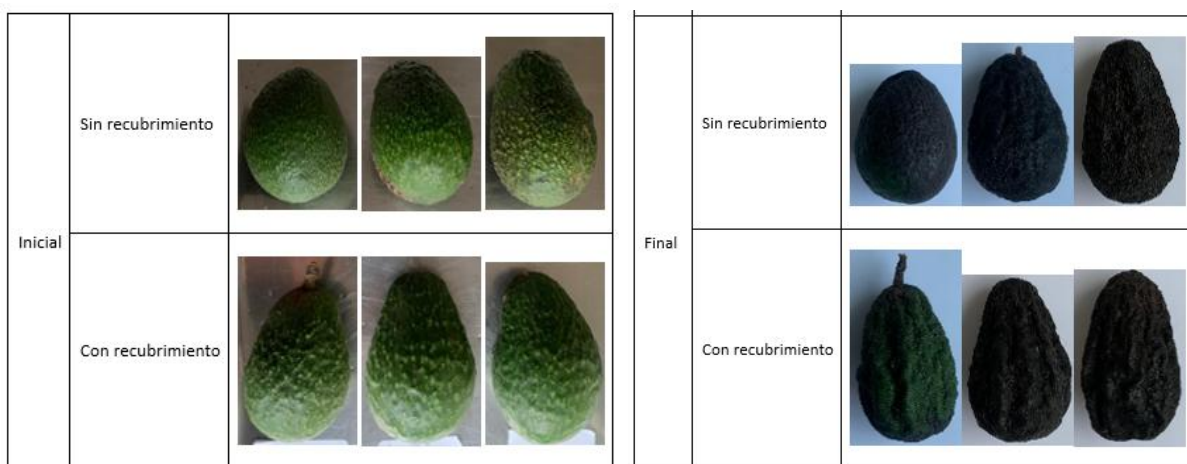 Inicial
Sin recubrimiento
Con recubrimiento
Final
Sin recubrimiento
Con recubrimiento